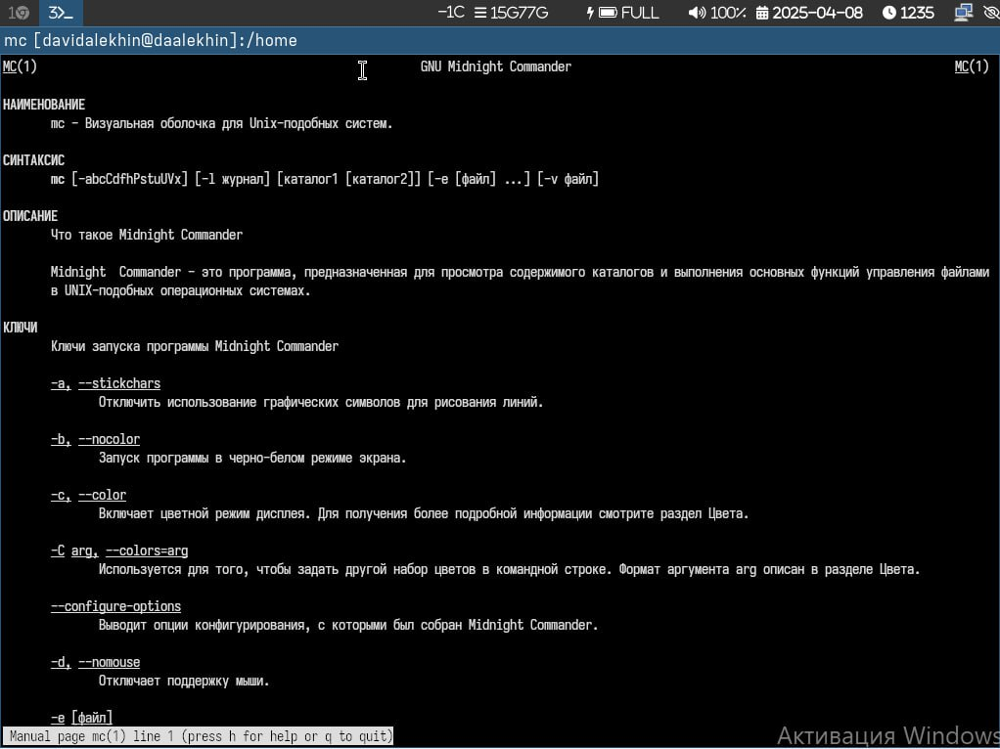 1
3 -1C 15G77G FULL 100% 2025-04-08 1235
mc [davidalekhin@daalekhin]:/home
MC(1) GNU Midnight Commander MC(1)
НАИМЕНОВАНИЕ
mc - Визуальная оболочка для Unix-подобных систем.
СИНТАКСИС
mc [-abcCdfhPstuUVx] [-l журнал] [каталог1 [каталог2]] [-e [файл] ...] [-v файл]
ОПИСАНИЕ
Что такое Midnight Commander
Midnight Commander - это программа, предназначенная для просмотра содержимого каталогов и выполнения основных функций управления файлами
в UNIX-подобных операционных системах.
КЛЮЧИ
Ключи запуска программы Midnight Commander
-a, --stickchars
Отключить использование графических символов для рисования линий.
-b, --nocolor
Запуск программы в черно-белом режиме экрана.
-c, --color
Включает цветной режим дисплея. Для получения более подробной информации смотрите раздел Цвета.
-C arg, --colors=arg
Используется для того, чтобы задать другой набор цветов в командной строке. Формат аргумента arg описан в разделе Цвета.
--configure-options
Выводит опции конфигурирования, с которыми был собран Midnight Commander.
-d, --nomouse
Отключает поддержку мыши.
-e [файл]
Manual page mc(1) line 1 (press h for help or q to quit)
Активация Windows